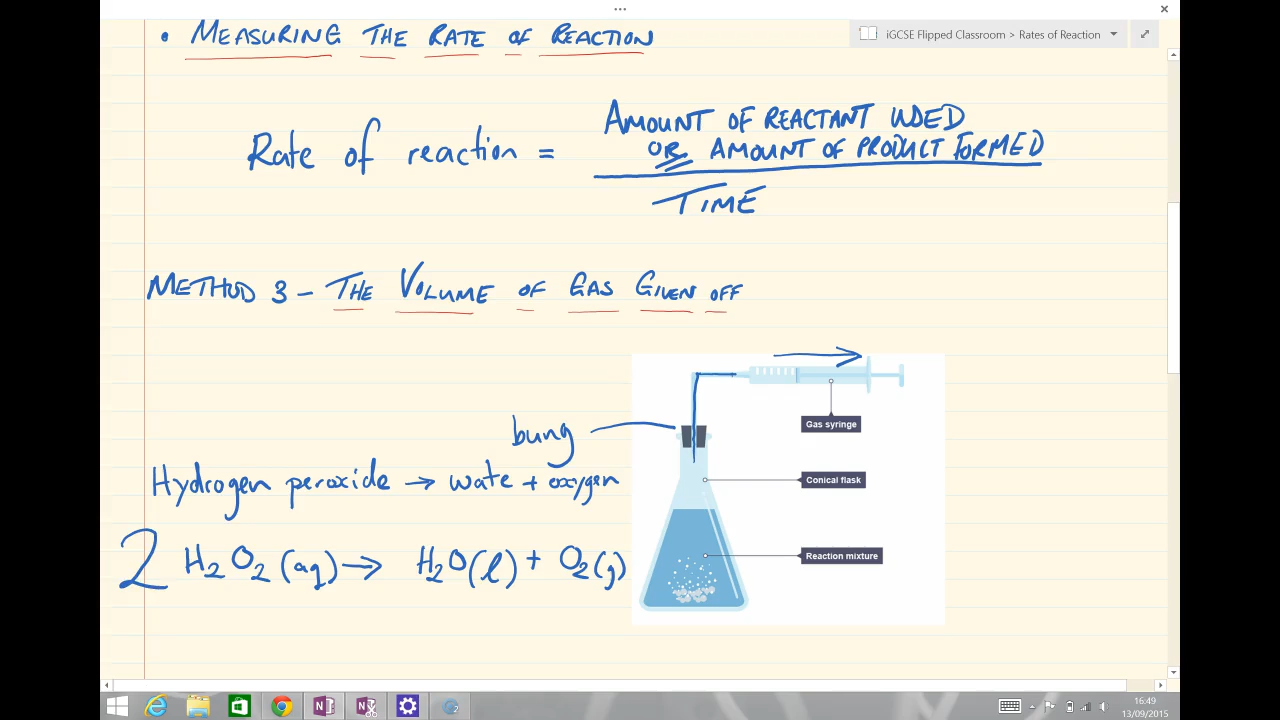 • MEASURING THE RATE OF REACTION
iGCSE Flipped Classroom > Rates of Reaction
AMOUNT OF REACTANT USED
Rate of reaction = OR AMOUNT OF PRODUCT FORMED
TIME
METHOD 3 - THE VOLUME OF GAS GIVEN OFF
Gas syringe
bung
Hydrogen peroxide → wate + oxygen
Conical flask
2 H2O2 (aq) → H2O(l) + O2(g)
Reaction mixture
16:49
13/09/2015